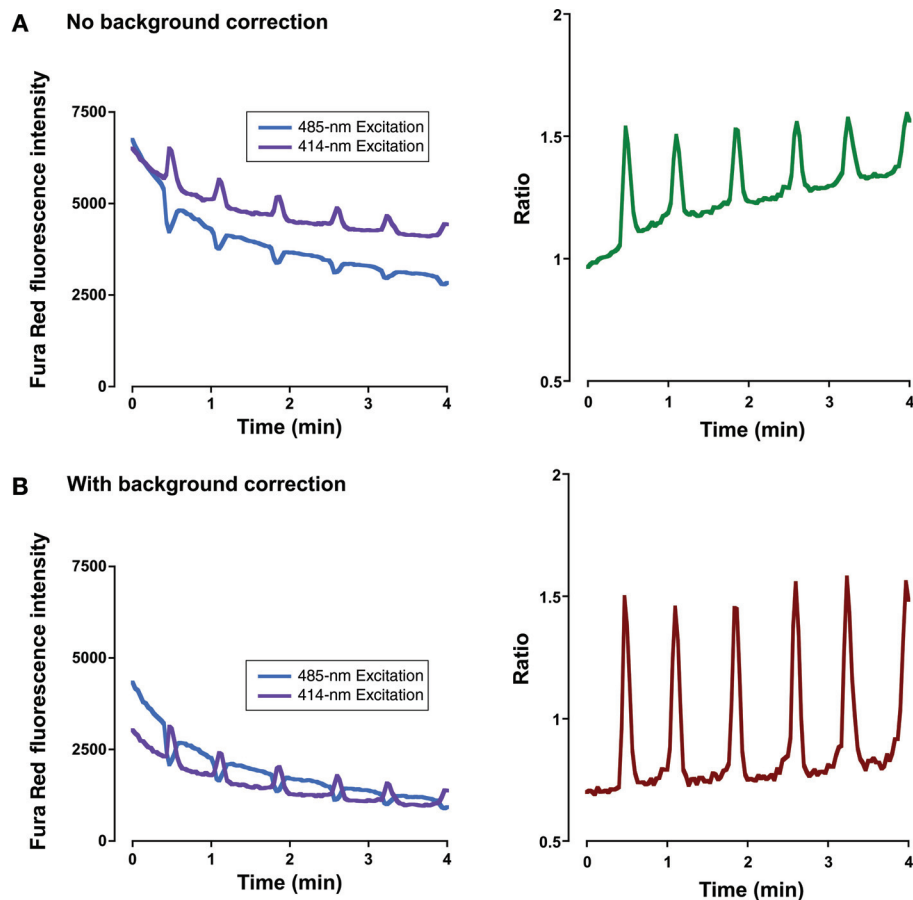 A No background correction
Fura Red fluorescence intensity
7500
5000
2500
0
485-nm Excitation
414-nm Excitation
0 1 2 3 4
Time (min)
Ratio
2
1.5
1
0.5
0 1 2 3 4
Time (min)
B With background correction
Fura Red fluorescence intensity
7500
5000
2500
0
485-nm Excitation
414-nm Excitation
0 1 2 3 4
Time (min)
Ratio
2
1.5
1
0.5
0 1 2 3 4
Time (min)